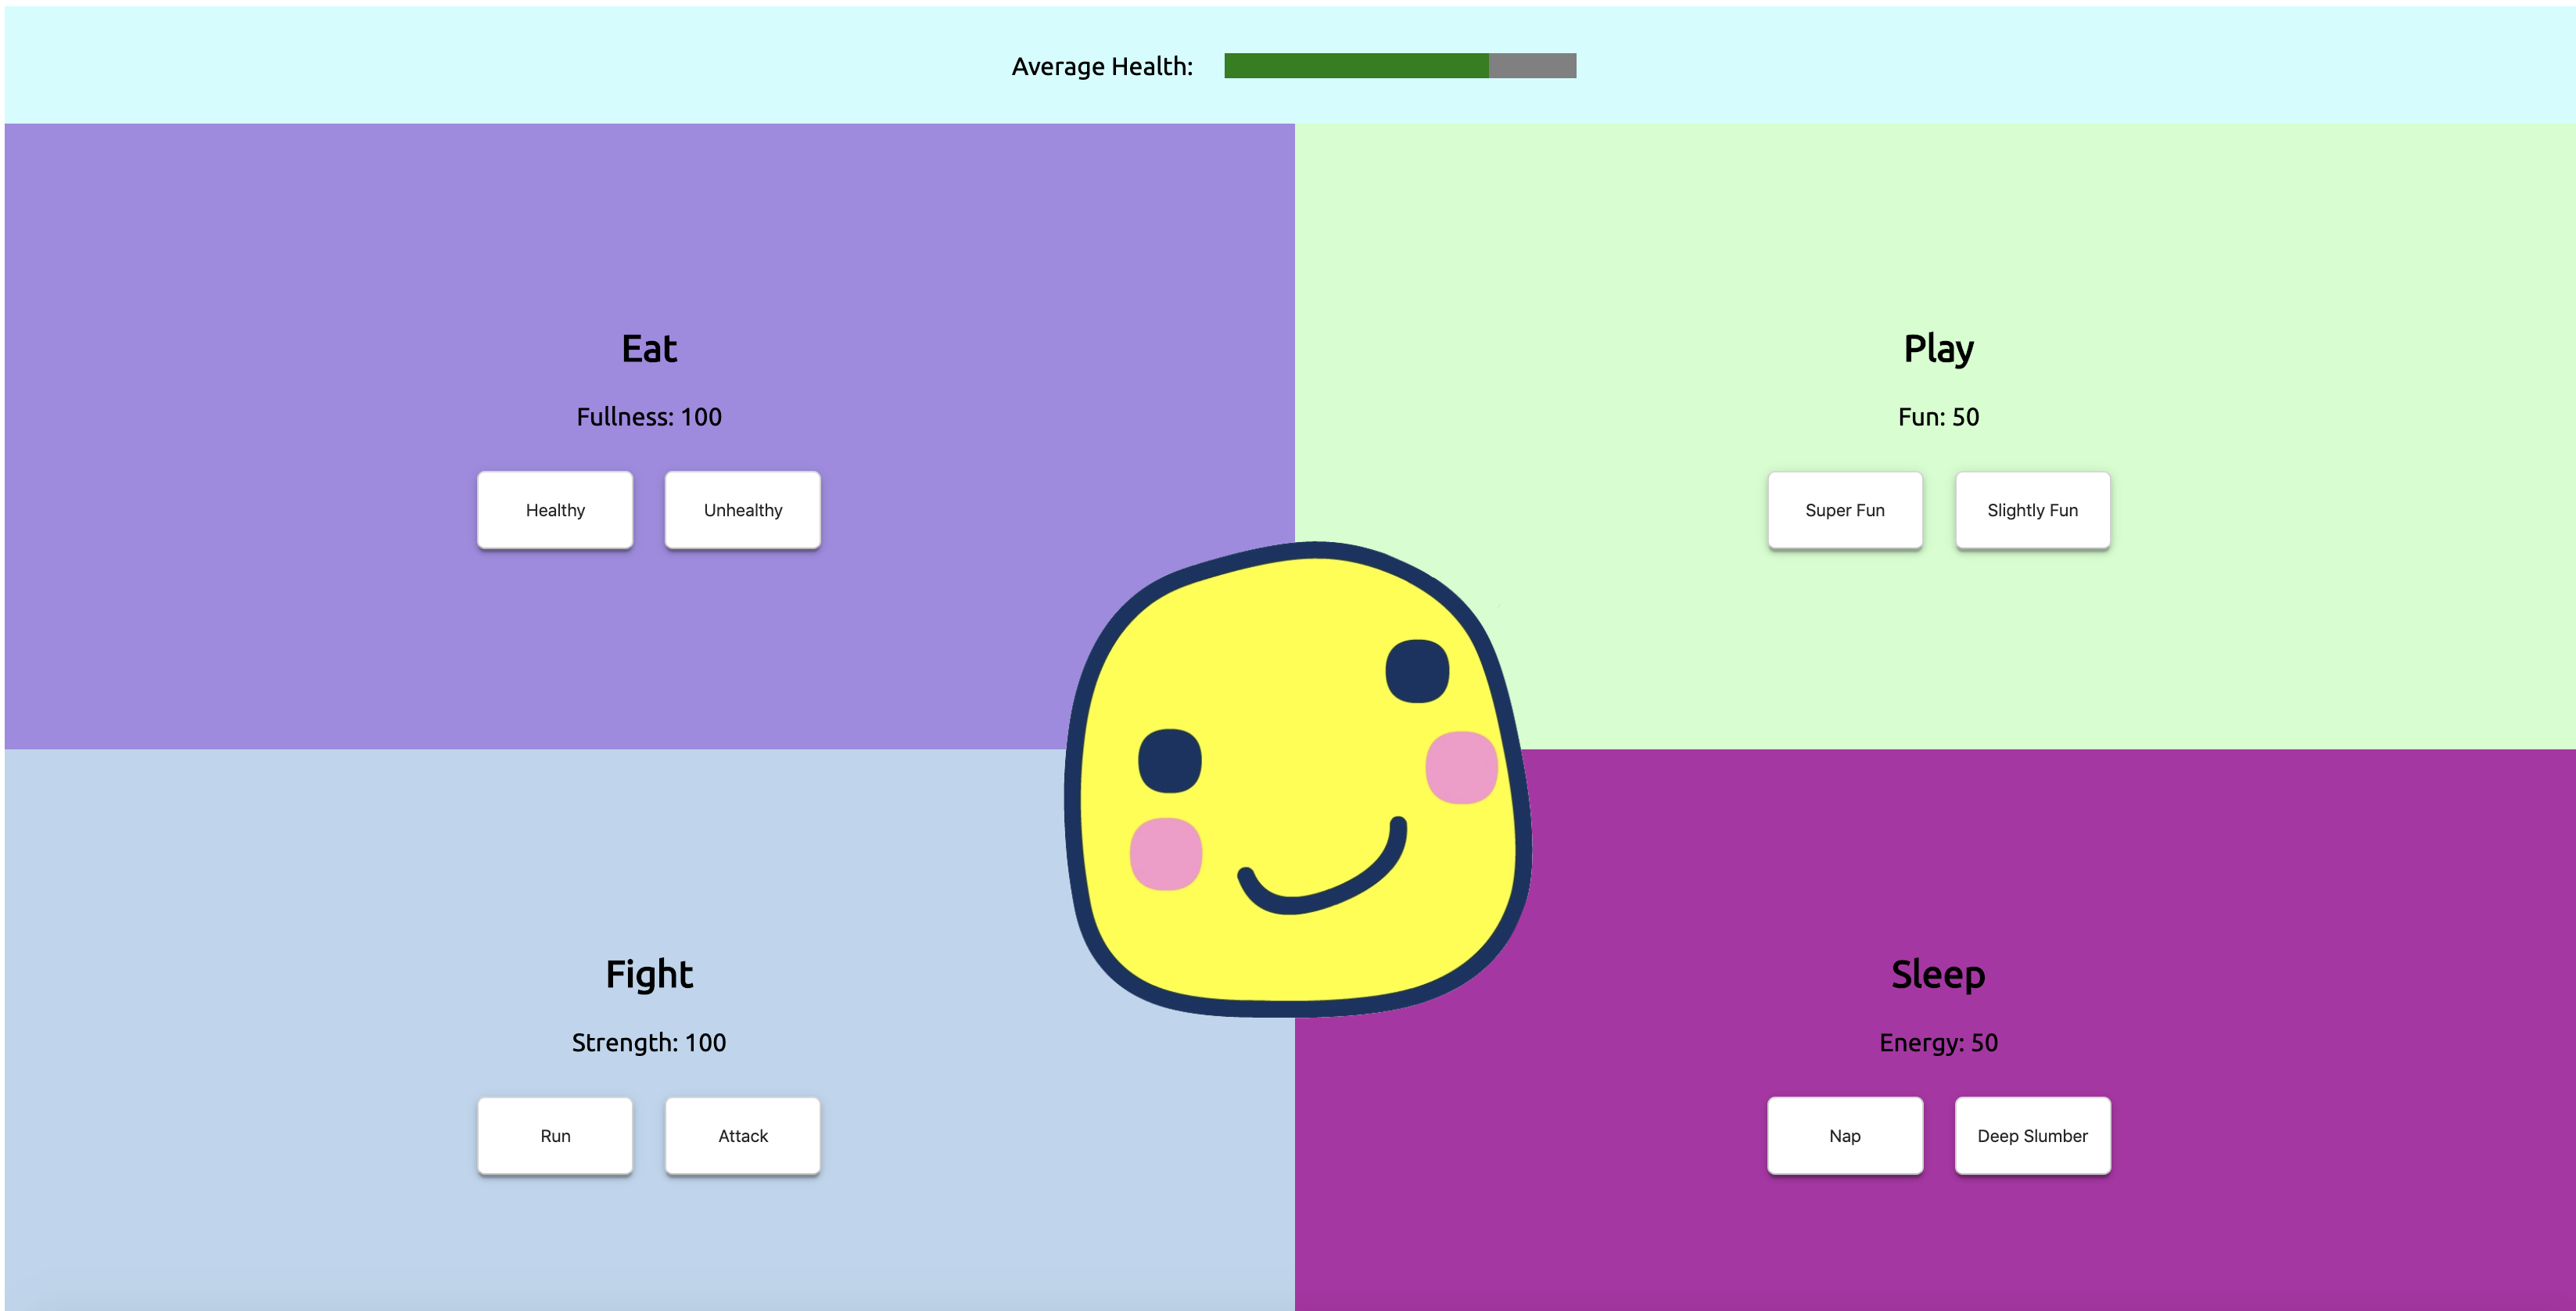 Average Health:
Eat
Fullness: 100
Healthy
Unhealthy
Play
Fun: 50
Super Fun
Slightly Fun
Fight
Strength: 100
Run
Attack
Sleep
Energy: 50
Nap
Deep Slumber